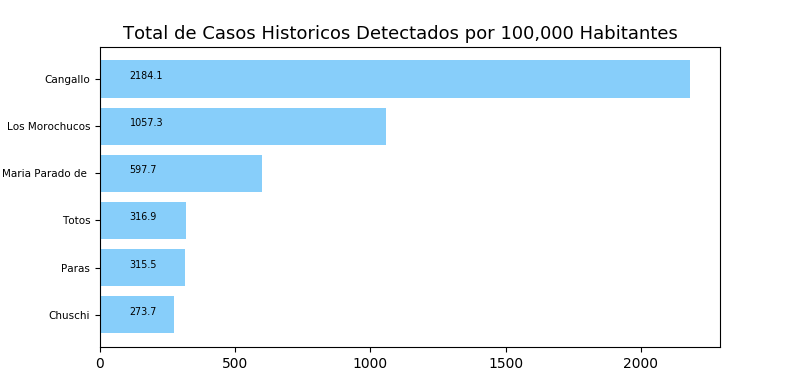 Total de Casos Historicos Detectados por 100,000 Habitantes
Cangallo 2184.1
Los Morochucos 1057.3
Maria Parado de 597.7
Totos 316.9
Paras 315.5
Chuschi 273.7
0 500 1000 1500 2000